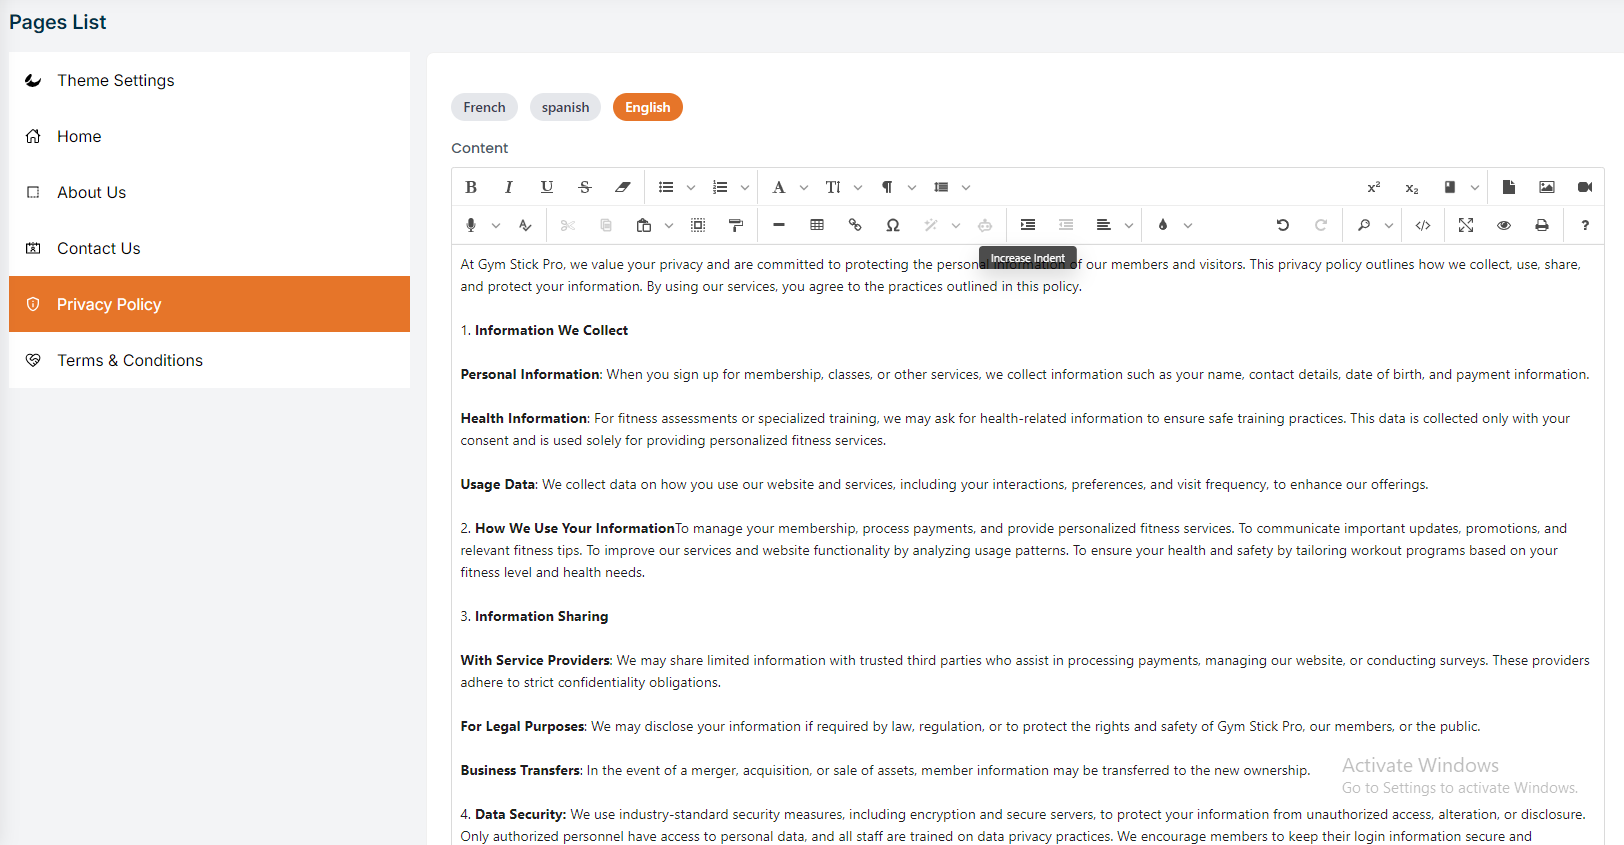 Pages List
Theme Settings
Home
About Us
Contact Us
Privacy Policy
Terms & Conditions
French spanish English
Content
Increase Indent
At Gym Stick Pro, we value your privacy and are committed to protecting the personal information of our members and visitors. This privacy policy outlines how we collect, use, share,
and protect your information. By using our services, you agree to the practices outlined in this policy.
1. Information We Collect
Personal Information: When you sign up for membership, classes, or other services, we collect information such as your name, contact details, date of birth, and payment information.
Health Information: For fitness assessments or specialized training, we may ask for health-related information to ensure safe training practices. This data is collected only with your
consent and is used solely for providing personalized fitness services.
Usage Data: We collect data on how you use our website and services, including your interactions, preferences, and visit frequency, to enhance our offerings.
2. How We Use Your InformationTo manage your membership, process payments, and provide personalized fitness services. To communicate important updates, promotions, and
relevant fitness tips. To improve our services and website functionality by analyzing usage patterns. To ensure your health and safety by tailoring workout programs based on your
fitness level and health needs.
3. Information Sharing
With Service Providers: We may share limited information with trusted third parties who assist in processing payments, managing our website, or conducting surveys. These providers
adhere to strict confidentiality obligations.
For Legal Purposes: We may disclose your information if required by law, regulation, or to protect the rights and safety of Gym Stick Pro, our members, or the public.
Business Transfers: In the event of a merger, acquisition, or sale of assets, member information may be transferred to the new ownership.
Activate Windows
Go to Settings to activate Windows.
4. Data Security: We use industry-standard security measures, including encryption and secure servers, to protect your information from unauthorized access, alteration, or disclosure.
Only authorized personnel have access to personal data, and all staff are trained on data privacy practices. We encourage members to keep their login information secure and